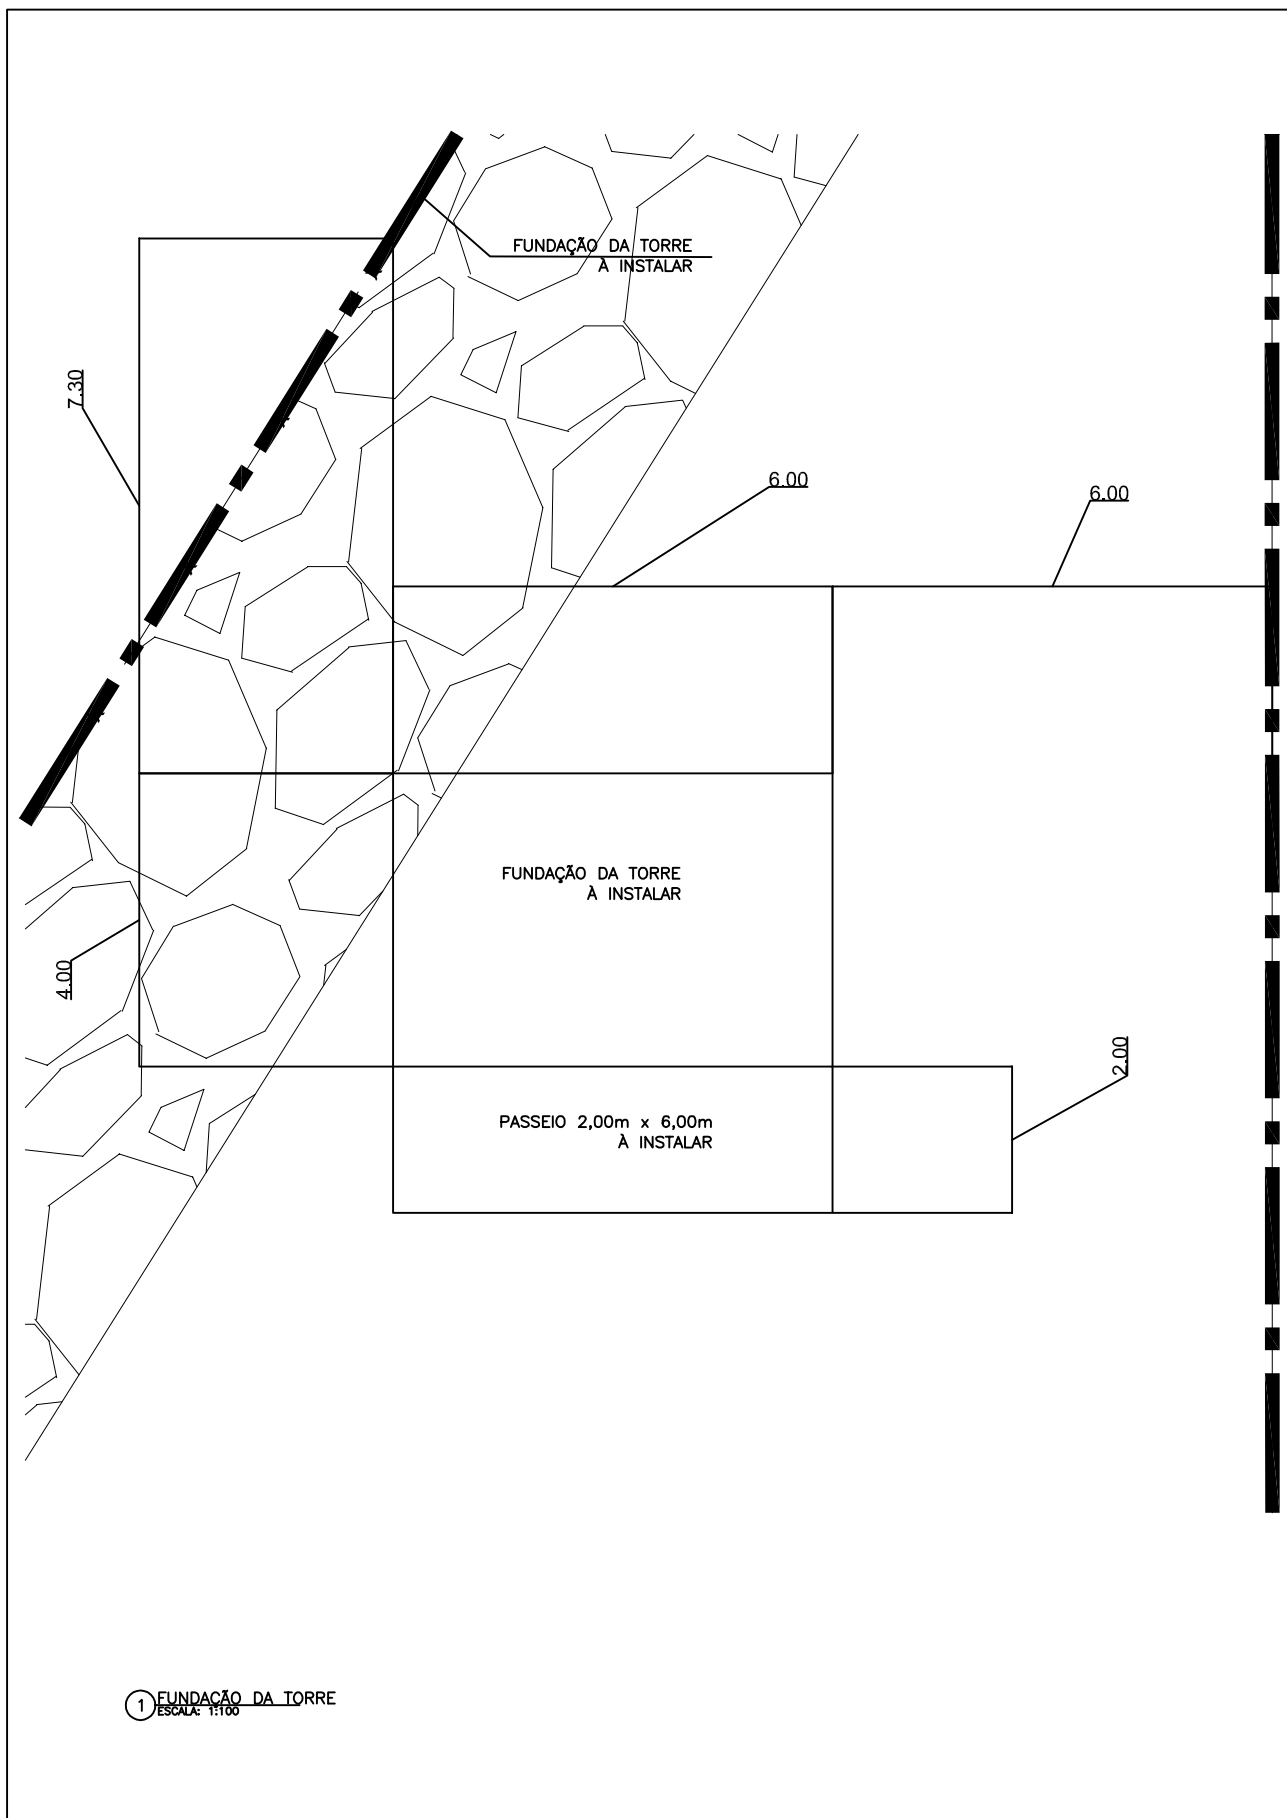 FUNDAÇÃO DA TORRE
À INSTALAR
7.30
6.00
6.00
FUNDAÇÃO DA TORRE
À INSTALAR
4.00
2.00
PASSEIO 2,00m x 6,00m
À INSTALAR
1 FUNDAÇÃO DA TORRE
ESCALA: 1:100